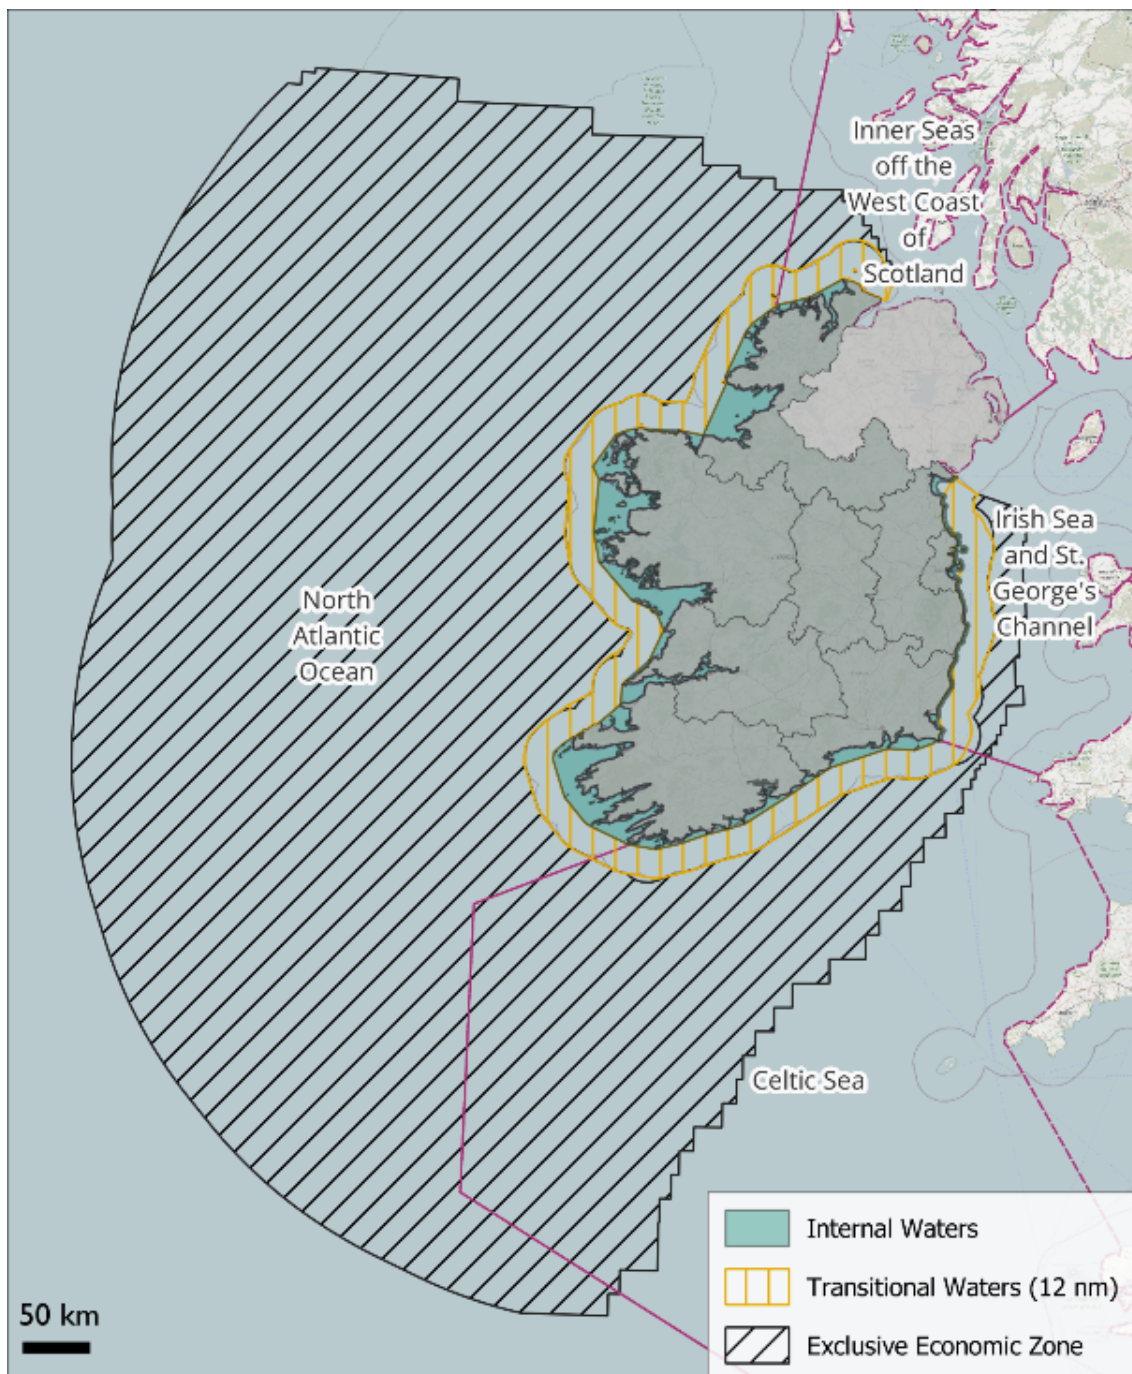 Inner Seas
off the
West Coast
of
Scotland
Irish Sea
and St.
George's
Channel
North
Atlantic
Ocean
Celtic Sea
Internal Waters
Transitional Waters (12 nm)
Exclusive Economic Zone
50 km